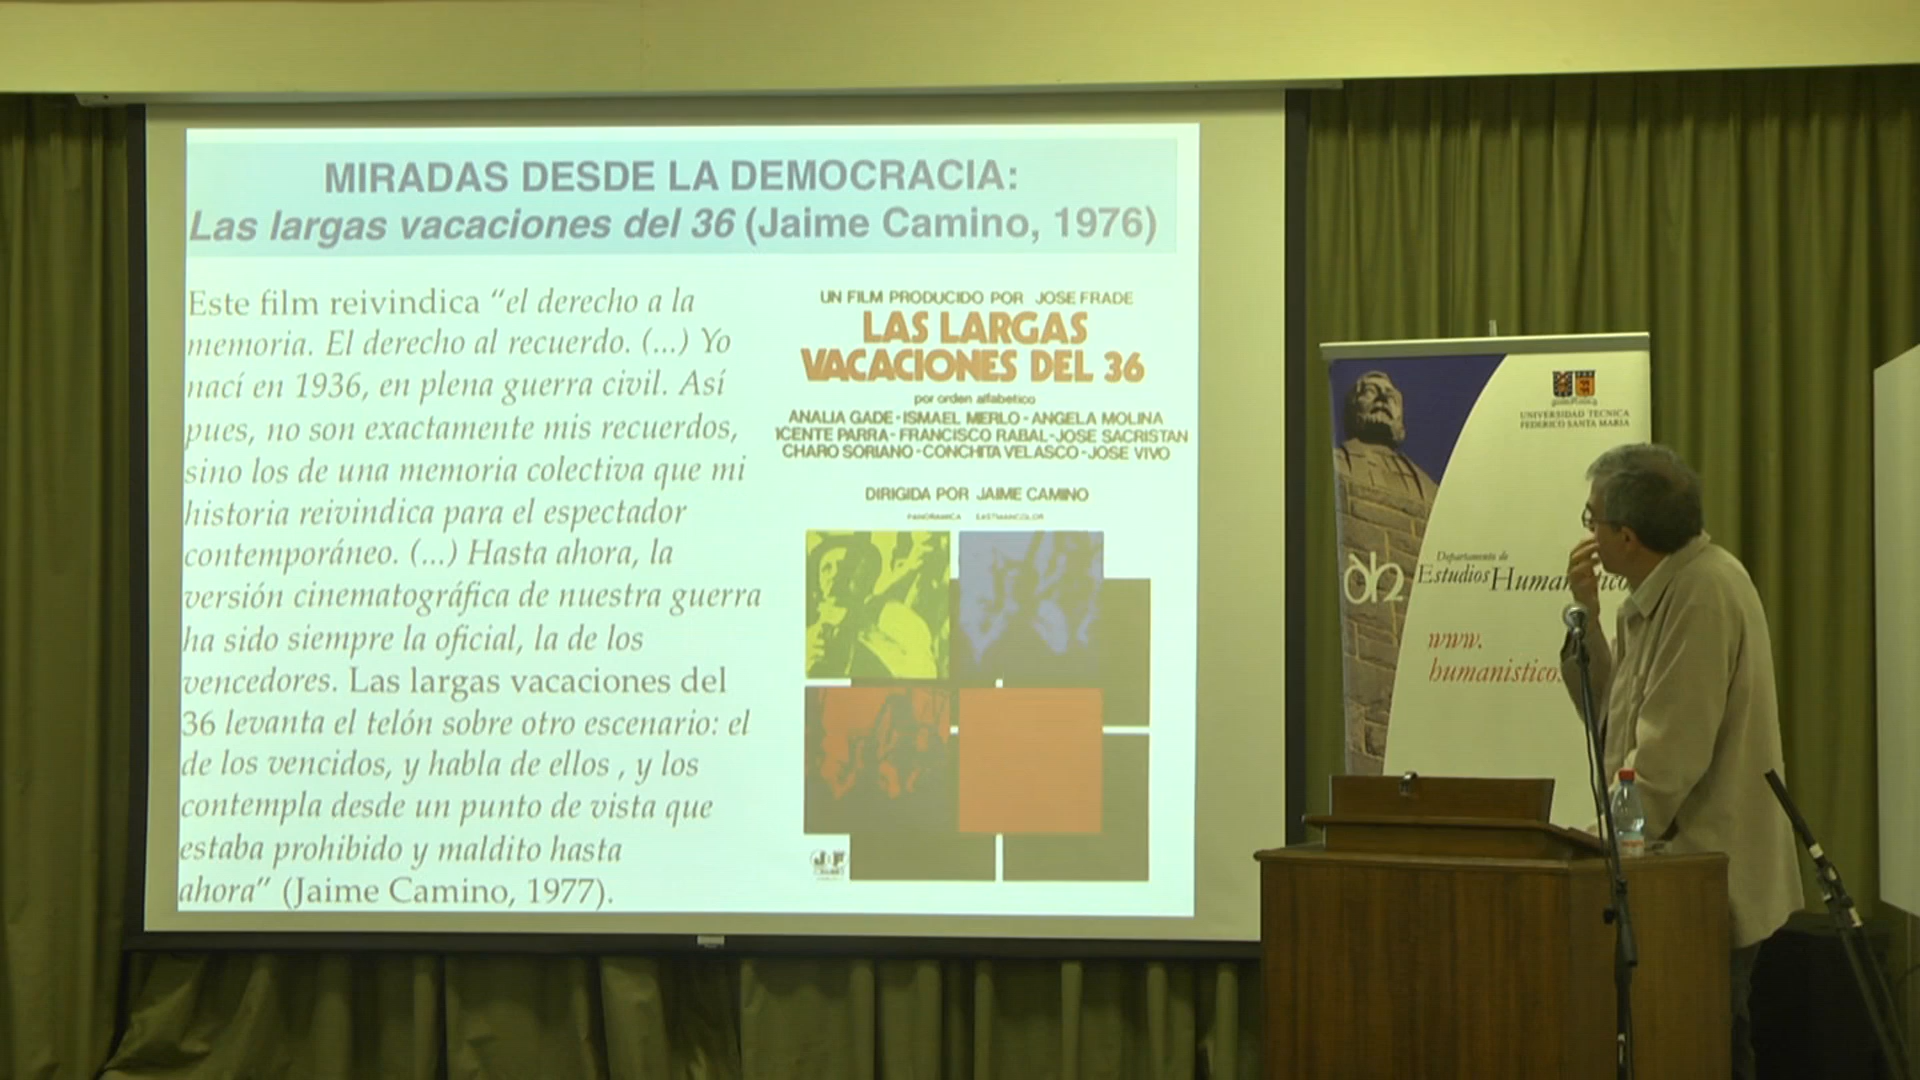 MIRADAS DESDE LA DEMOCRACIA:
Las largas vacaciones del 36 (Jaime Camino, 1976)
Este film reivindica “el derecho a la
memoria. El derecho al recuerdo. (...) Yo
nací en 1936, en plena guerra civil. Así
pues, no son exactamente mis recuerdos,
sino los de una memoria colectiva que mi
historia reivindica para el espectador
contemporáneo. (...) Hasta ahora, la
versión cinematográfica de nuestra guerra
ha sido siempre la oficial, la de los
vencedores. Las largas vacaciones del
36 levanta el telón sobre otro escenario: el
de los vencidos, y habla de ellos , y los
contempla desde un punto de vista que
estaba prohibido y maldito hasta
ahora” (Jaime Camino, 1977).
UN FILM PRODUCIDO POR JOSE FRADE
LAS LARGAS
VACACIONES DEL 36
por orden alfabetico
ANALIA GADE - ISMAEL MERLO - ANGELA MOLINA
ICENTE PARRA - FRANCISCO RABAL - JOSE SACRISTAN
CHARO SORIANO - CONCHITA VELASCO - JOSE VIVO
DIRIGIDA POR JAIME CAMINO
PANORAMICA EASTMANCOLOR
UNIVERSIDAD TECNICA
FEDERICO SANTA MARIA
Departamento de
Estudios Human
www.
humanisticos